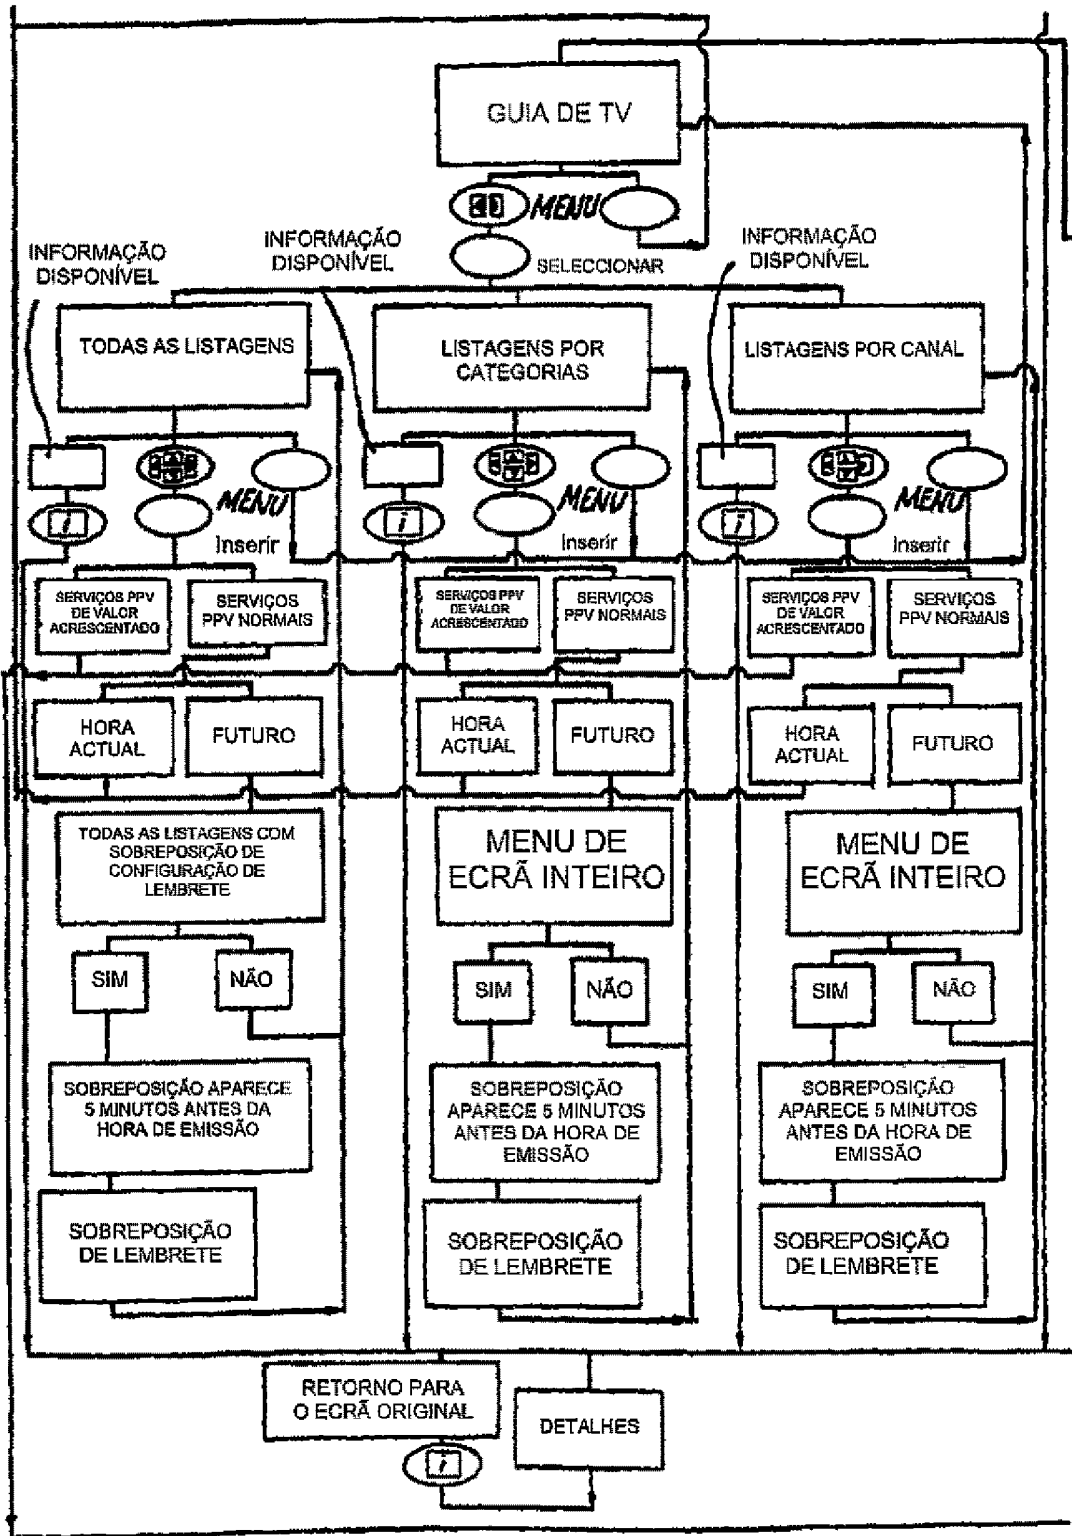 GUIA DE TV
MENU
SELECCIONAR
INFORMAÇÃO
DISPONÍVEL
INFORMAÇÃO
DISPONÍVEL
INFORMAÇÃO
DISPONÍVEL
TODAS AS LISTAGENS
LISTAGENS POR
CATEGORIAS
LISTAGENS POR CANAL
MENU
MENU
MENU
i
i
i
Inserir
Inserir
Inserir
SERVIÇOS PPV
DE VALOR
ACRESCENTADO
SERVIÇOS
PPV NORMAIS
SERVIÇOS PPV
DE VALOR
ACRESCENTADO
SERVIÇOS
PPV NORMAIS
SERVIÇOS PPV
DE VALOR
ACRESCENTADO
SERVIÇOS
PPV NORMAIS
HORA
ACTUAL
FUTURO
HORA
ACTUAL
FUTURO
HORA
ACTUAL
FUTURO
TODAS AS LISTAGENS COM
SOBREPOSIÇÃO DE
CONFIGURAÇÃO DE
LEMBRETE
MENU DE
ECRÃ INTEIRO
MENU DE
ECRÃ INTEIRO
SIM
NÃO
SIM
NÃO
SIM
NÃO
SOBREPOSIÇÃO APARECE
5 MINUTOS ANTES DA
HORA DE EMISSÃO
SOBREPOSIÇÃO
APARECE 5 MINUTOS
ANTES DA HORA DE
EMISSÃO
SOBREPOSIÇÃO
APARECE 5 MINUTOS
ANTES DA HORA DE
EMISSÃO
SOBREPOSIÇÃO
DE LEMBRETE
SOBREPOSIÇÃO
DE LEMBRETE
SOBREPOSIÇÃO
DE LEMBRETE
RETORNO PARA
O ECRÃ ORIGINAL
DETALHES
i